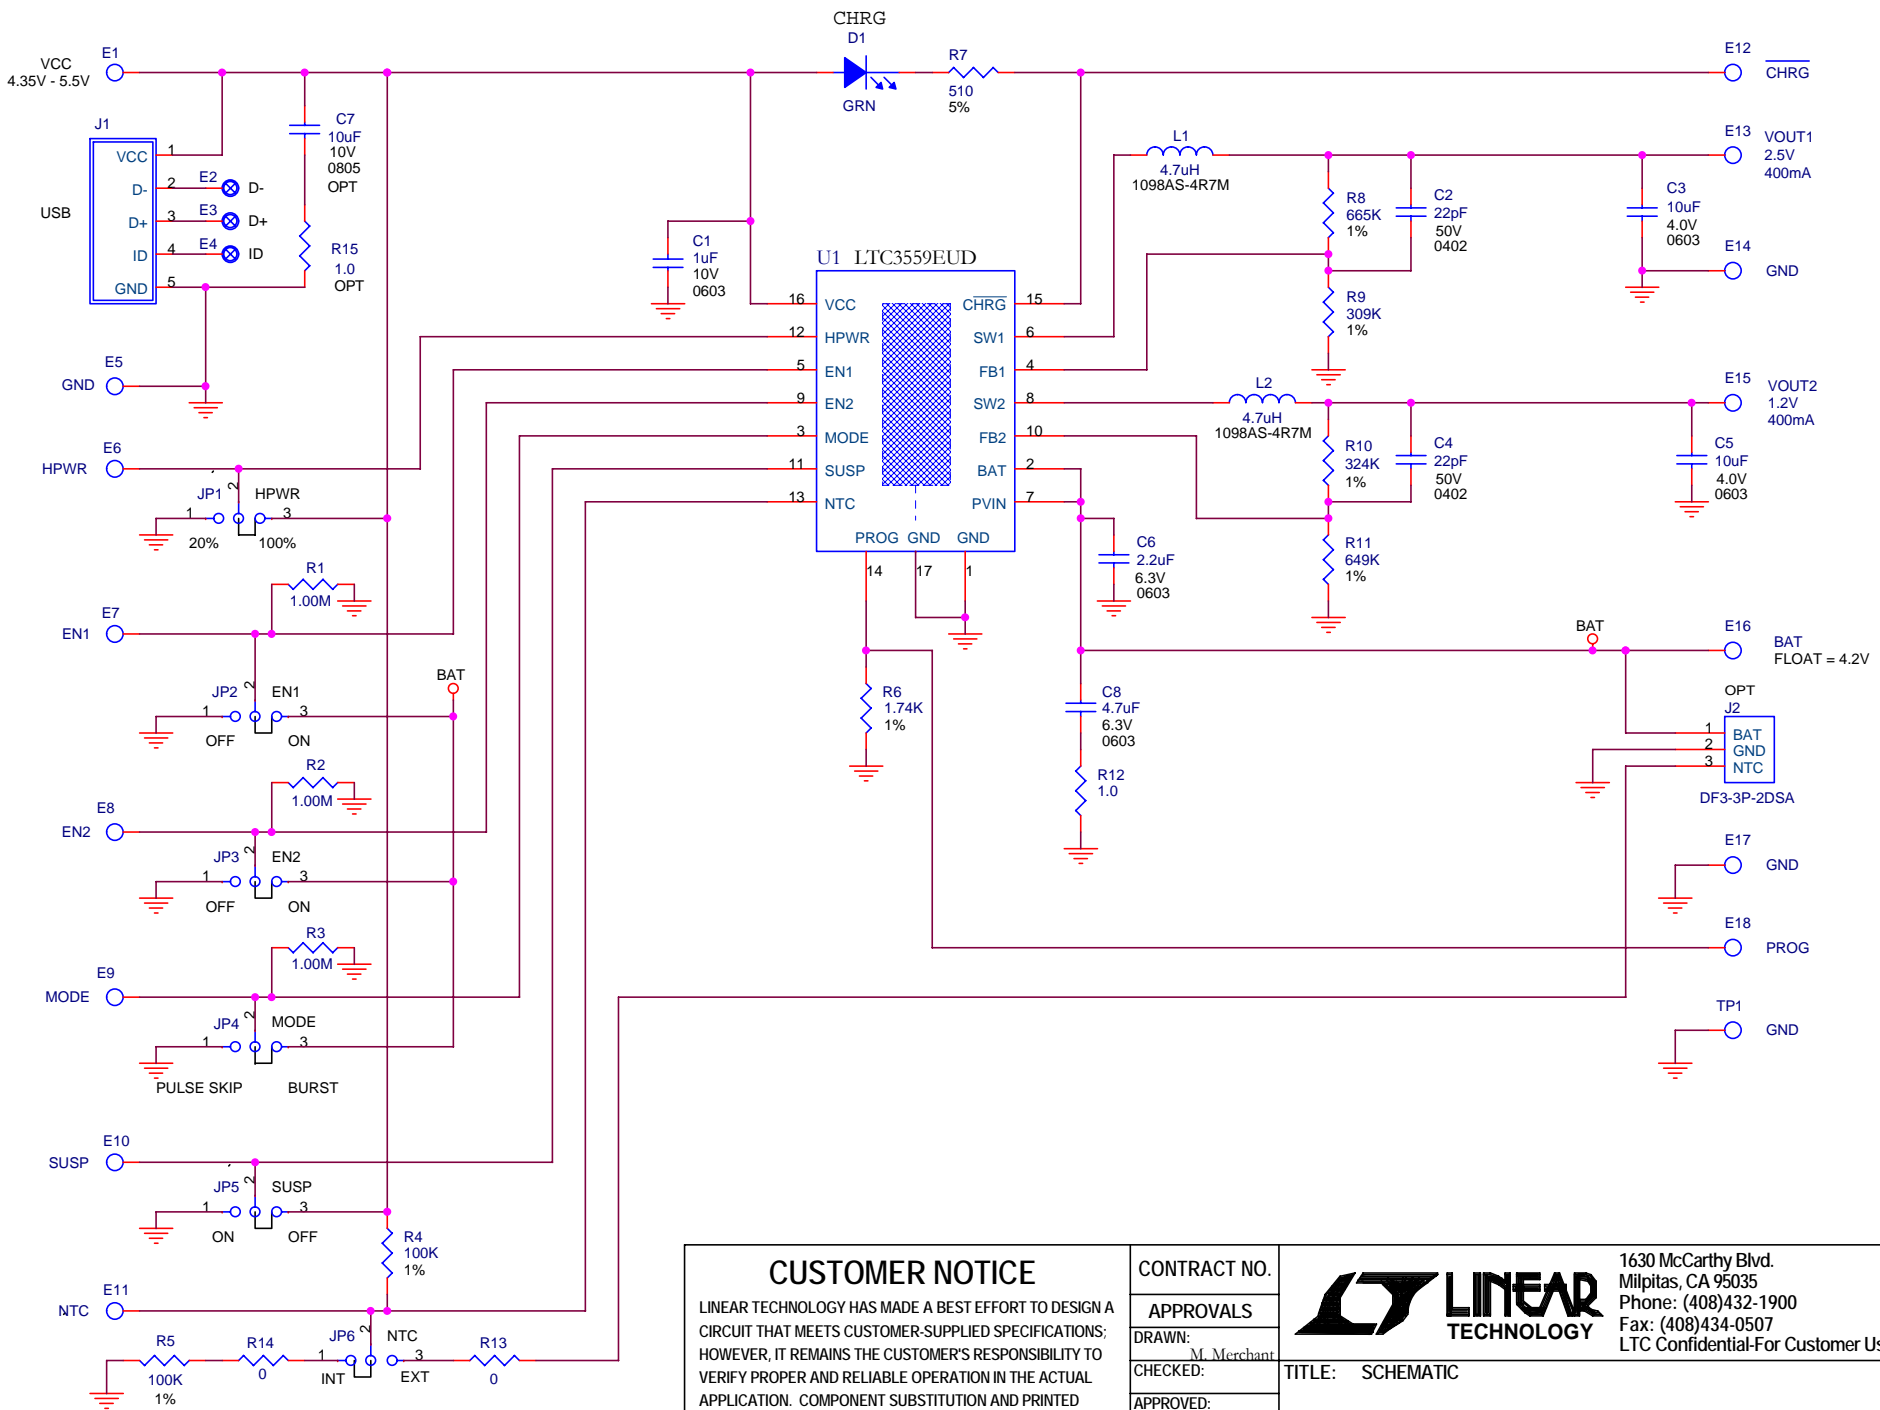 CHRG
D1
GRN
R7
510
5%
E12
CHRG
VCC
4.35V - 5.5V
E1
J1
USB
VCC
1
D-
2
E2
D-
D+
3
E3
D+
ID
4
E4
ID
GND
5
C7
10uF
10V
0805
OPT
R15
1.0
OPT
E5
GND
C1
1uF
10V
0603
U1 LTC3559EUD
16 VCC
12 HPWR
5 EN1
9 EN2
3 MODE
11 SUSP
13 NTC
CHRG 15
SW1 6
FB1 4
SW2 8
FB2 10
BAT 2
PVIN 7
PROG GND GND
14
17
1
L1
4.7uH
1098AS-4R7M
R8
665K
1%
C2
22pF
50V
0402
C3
10uF
4.0V
0603
E13
VOUT1
2.5V
400mA
E14
GND
R9
309K
1%
L2
4.7uH
1098AS-4R7M
R10
324K
1%
C4
22pF
50V
0402
C5
10uF
4.0V
0603
E15
VOUT2
1.2V
400mA
R11
649K
1%
C6
2.2uF
6.3V
0603
E6
HPWR
JP1
2
HPWR
1
3
20%
100%
R1
1.00M
E7
EN1
JP2
2
EN1
1
3
OFF
ON
BAT
R2
1.00M
E8
EN2
JP3
2
EN2
1
3
OFF
ON
R3
1.00M
E9
MODE
JP4
2
MODE
1
3
PULSE SKIP
BURST
E10
SUSP
JP5
2
SUSP
1
3
ON
OFF
R4
100K
1%
E11
NTC
R5
100K
1%
R14
0
JP6
2
NTC
1
3
INT
EXT
R13
0
R6
1.74K
1%
C8
4.7uF
6.3V
0603
R12
1.0
BAT
E16
BAT
FLOAT = 4.2V
OPT
J2
1 BAT
2 GND
3 NTC
DF3-3P-2DSA
E17
GND
E18
PROG
TP1
GND
CUSTOMER NOTICE
LINEAR TECHNOLOGY HAS MADE A BEST EFFORT TO DESIGN A
CIRCUIT THAT MEETS CUSTOMER-SUPPLIED SPECIFICATIONS;
HOWEVER, IT REMAINS THE CUSTOMER'S RESPONSIBILITY TO
VERIFY PROPER AND RELIABLE OPERATION IN THE ACTUAL
APPLICATION. COMPONENT SUBSTITUTION AND PRINTED
CONTRACT NO.
APPROVALS
DRAWN:
M. Merchant
CHECKED:
APPROVED:
LINEAR
TECHNOLOGY
1630 McCarthy Blvd.
Milpitas, CA 95035
Phone: (408)432-1900
Fax: (408)434-0507
LTC Confidential-For Customer Us
TITLE: SCHEMATIC